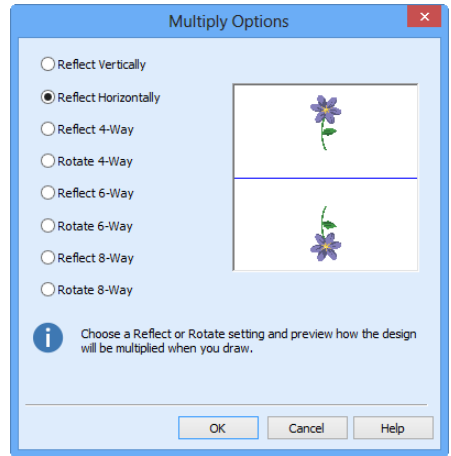 Multiply Options
Reflect Vertically
Reflect Horizontally
Reflect 4-Way
Rotate 4-Way
Reflect 6-Way
Rotate 6-Way
Reflect 8-Way
Rotate 8-Way
Choose a Reflect or Rotate setting and preview how the design
will be multiplied when you draw.
OK Cancel Help